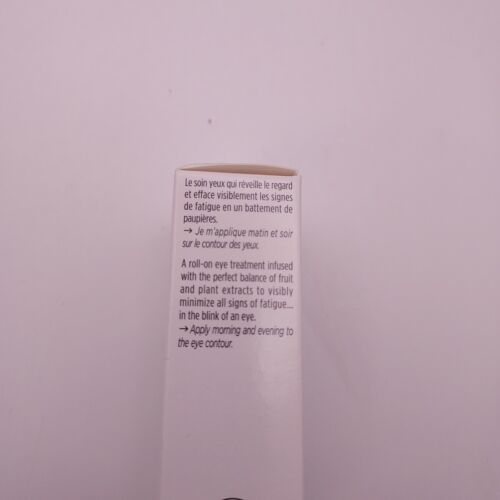 Le soin yeux qui réveille le regard
et efface visiblement les signes
de fatigue en un battement de
paupières.
→ Je m'applique matin et soir
sur le contour des yeux.
A roll-on eye treatment infused
with the perfect balance of fruit
and plant extracts to visibly
minimize all signs of fatigue...
in the blink of an eye.
→ Apply morning and evening to
the eye contour.